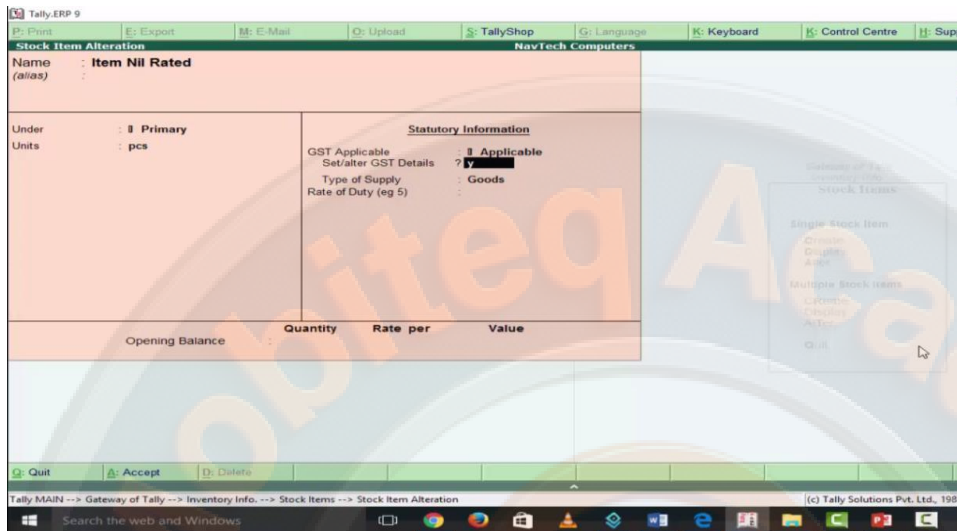 Tally.ERP 9
P: Print E: Export M: E-Mail O: Upload S: TallyShop G: Language K: Keyboard K: Control Centre H: Sup
Stock Item Alteration NavTech Computers
Name : Item Nil Rated
(alias) :
Under : Primary
Units : pcs
Statutory Information
GST Applicable : Applicable
Set/alter GST Details ? y
Type of Supply : Goods
Rate of Duty (eg 5) :
Stock Items
Single Stock Item
Create
Display
Alter
Multiple Stock Items
Create
Display
Alter
Quit
Quantity Rate per Value
Opening Balance :
obiteq Aca
Q: Quit A: Accept D: Delete
Tally MAIN --> Gateway of Tally --> Inventory Info. --> Stock Items --> Stock Item Alteration (c) Tally Solutions Pvt. Ltd., 198
Search the web and Windows